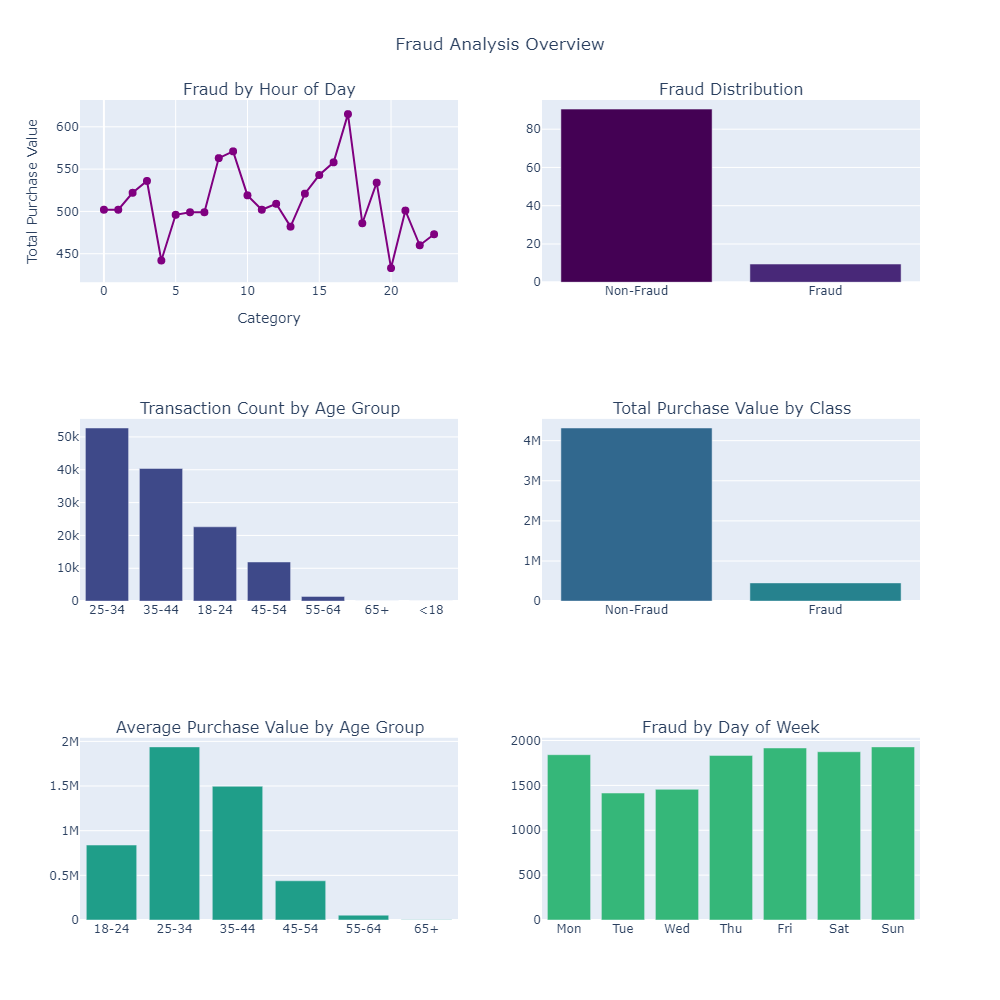 Fraud Analysis Overview
Fraud by Hour of Day
Total Purchase Value
600
550
500
450
0 5 10 15 20
Category
Fraud Distribution
80
60
40
20
0
Non-Fraud Fraud
Transaction Count by Age Group
50k
40k
30k
20k
10k
0
25-34 35-44 18-24 45-54 55-64 65+ <18
Total Purchase Value by Class
4M
3M
2M
1M
0
Non-Fraud Fraud
Average Purchase Value by Age Group
2M
1.5M
1M
0.5M
0
18-24 25-34 35-44 45-54 55-64 65+
Fraud by Day of Week
2000
1500
1000
500
0
Mon Tue Wed Thu Fri Sat Sun